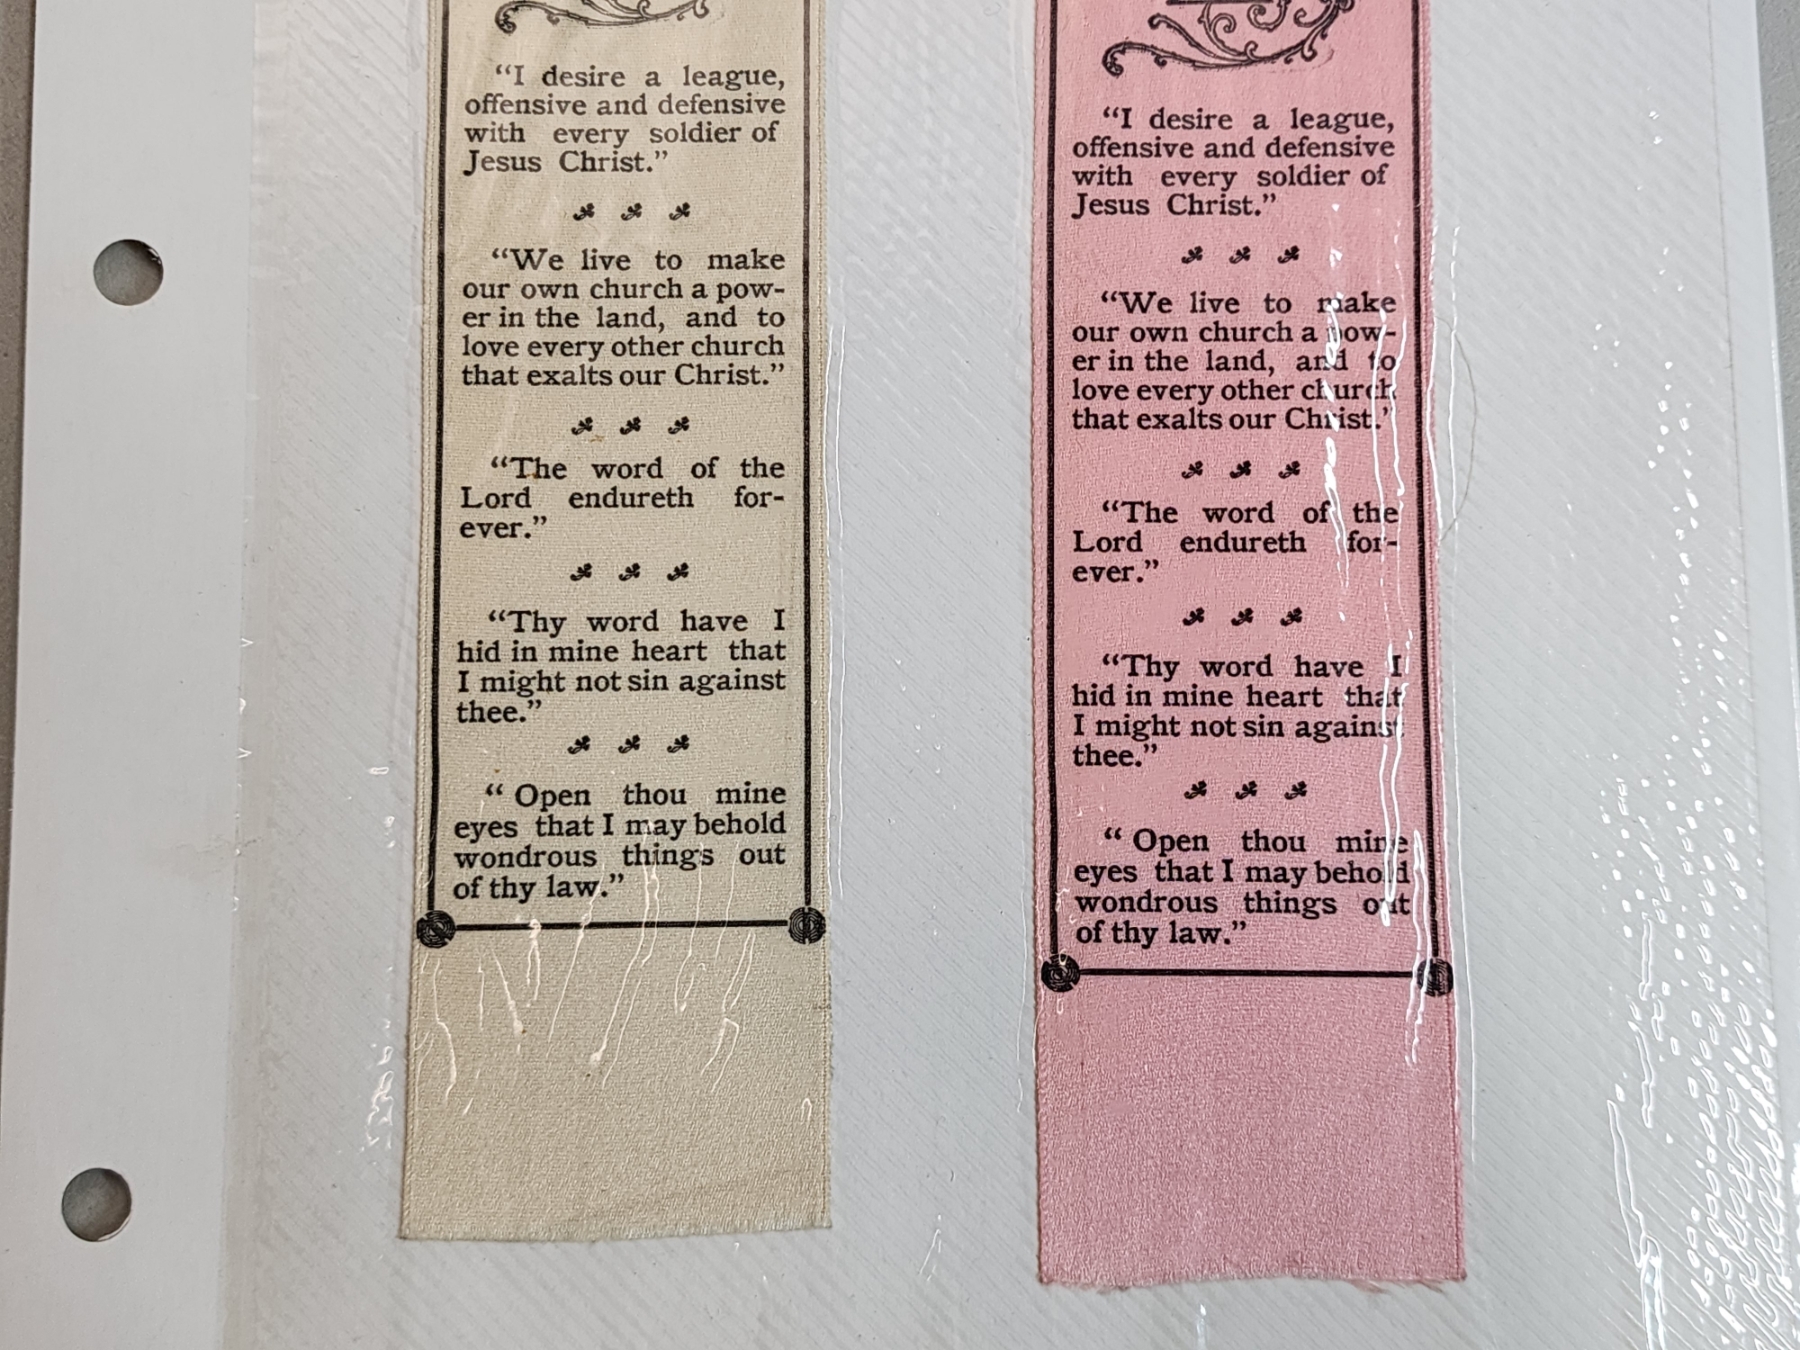 “I desire a league,
offensive and defensive
with every soldier of
Jesus Christ.”
“We live to make
our own church a pow-
er in the land, and to
love every other church
that exalts our Christ.”
“The word of the
Lord endureth for-
ever.”
“Thy word have I
hid in mine heart that
I might not sin against
thee.”
“ Open thou mine
eyes that I may behold
wondrous things out
of thy law.”
“I desire a league,
offensive and defensive
with every soldier of
Jesus Christ.”
“We live to make
our own church a pow-
er in the land, and to
love every other church
that exalts our Christ.”
“The word of the
Lord endureth for-
ever.”
“Thy word have I
hid in mine heart that
I might not sin against
thee.”
“ Open thou mine
eyes that I may behold
wondrous things out
of thy law.”